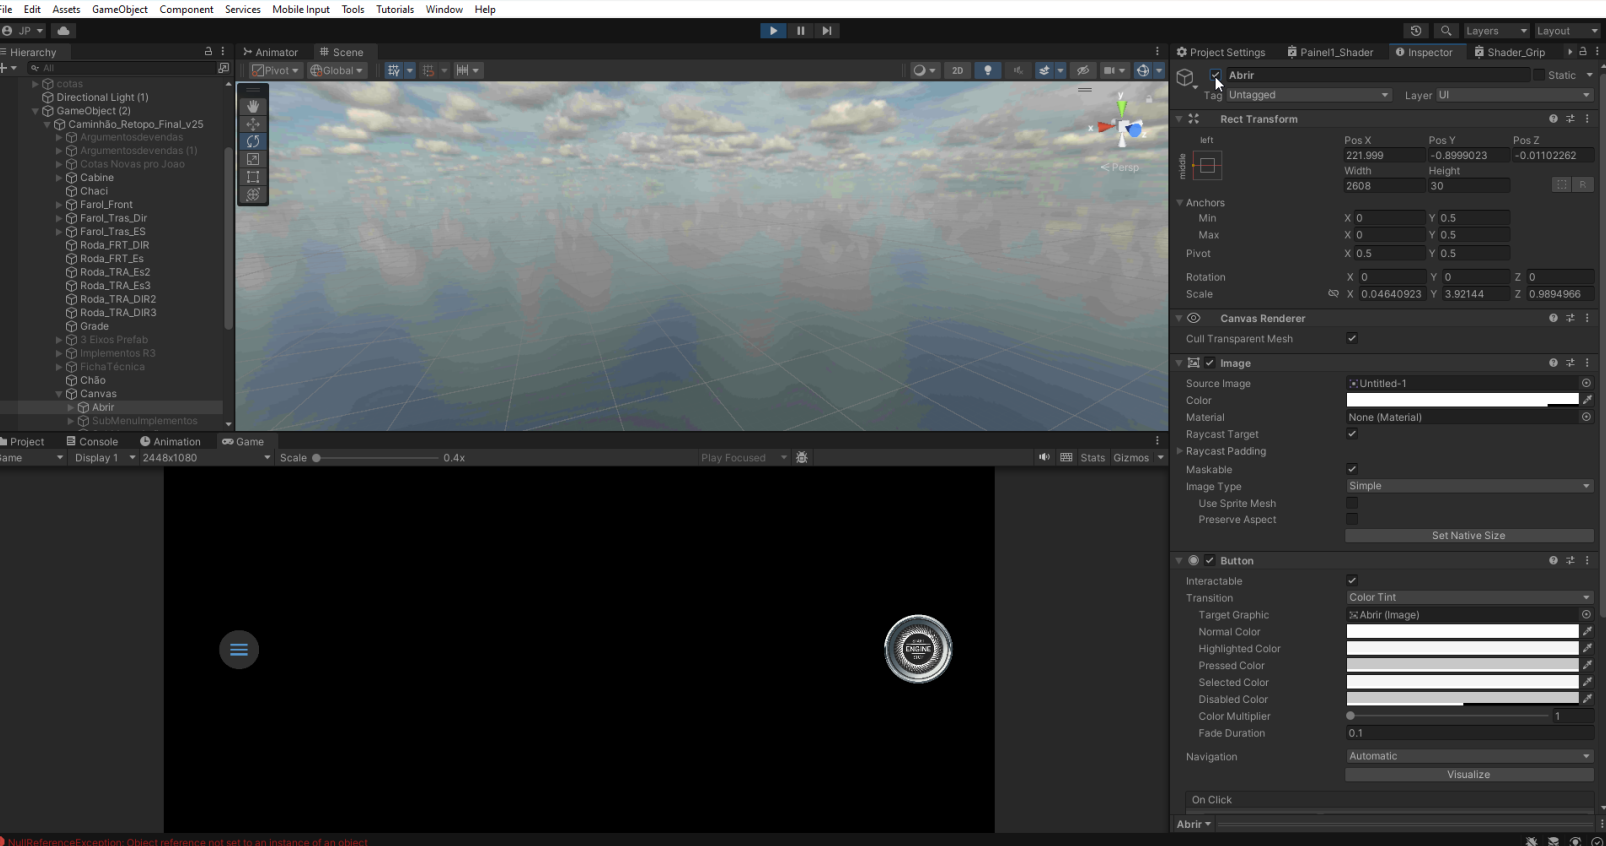 File Edit Assets GameObject Component Services Mobile Input Tools Tutorials Window Help
JP
Layers Layout
Hierarchy
All
cotas
Directional Light (1)
GameObject (2)
Caminhão_Retopo_Final_v25
Argumentosdevendas
Argumentosdevendas (1)
Cotas Novas pro Joao
Cabine
Chaci
Farol_Front
Farol_Tras_Dir
Farol_Tras_ES
Roda_FRT_DIR
Roda_FRT_Es
Roda_TRA_Es2
Roda_TRA_Es3
Roda_TRA_DIR2
Roda_TRA_DIR3
Grade
3 Eixos Prefab
Implementos R3
FichaTécnica
Chão
Canvas
Abrir
SubMenuImplementos
Animator Scene
Pivot Global 2D
y
x
Persp
Project Console Animation Game
Game Display 1 2448x1080 Scale 0.4x Play Focused Stats Gizmos
START
ENGINE
Project Settings Painel1_Shader Inspector Shader_Grip
Abrir Static
Tag Untagged Layer UI
Rect Transform
left Pos X Pos Y Pos Z
middle 221.999 -0.8999023 -0.01102262
Width Height
2608 30 R
Anchors
Min X 0 Y 0.5
Max X 0 Y 0.5
Pivot X 0.5 Y 0.5
Rotation X 0 Y 0 Z 0
Scale X 0.04640923 Y 3.92144 Z 0.9894966
Canvas Renderer
Cull Transparent Mesh
Image
Source Image Untitled-1
Color
Material None (Material)
Raycast Target
Raycast Padding
Maskable
Image Type Simple
Use Sprite Mesh
Preserve Aspect
Set Native Size
Button
Interactable
Transition Color Tint
Target Graphic Abrir (Image)
Normal Color
Highlighted Color
Pressed Color
Selected Color
Disabled Color
Color Multiplier 1
Fade Duration 0.1
Navigation Automatic
Visualize
On Click
Abrir
NullReferenceException: Object reference not set to an instance of an object